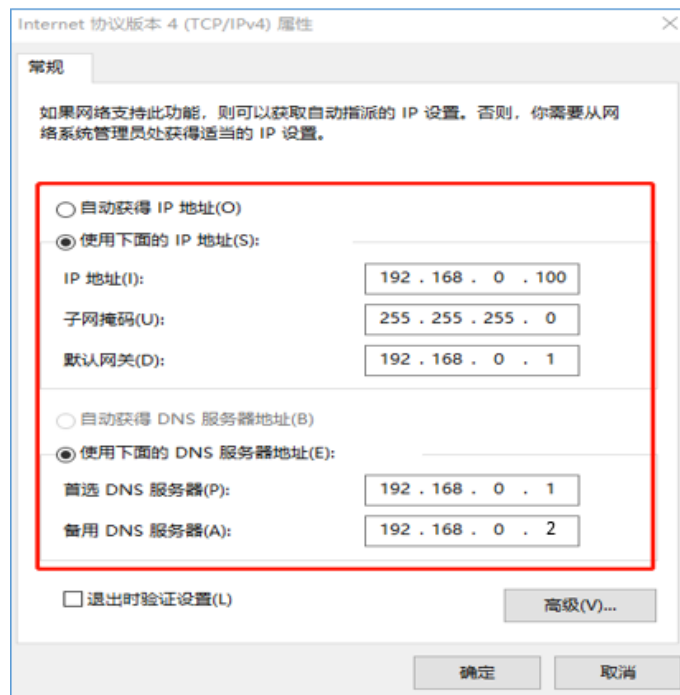 Internet 协议版本 4 (TCP/IPv4) 属性
常规
如果网络支持此功能，则可以获取自动指派的 IP 设置。否则，你需要从网
络系统管理员处获得适当的 IP 设置。
自动获得 IP 地址(O)
使用下面的 IP 地址(S):
IP 地址(I): 192 . 168 . 0 . 100
子网掩码(U): 255 . 255 . 255 . 0
默认网关(D): 192 . 168 . 0 . 1
自动获得 DNS 服务器地址(B)
使用下面的 DNS 服务器地址(E):
首选 DNS 服务器(P): 192 . 168 . 0 . 1
备用 DNS 服务器(A): 192 . 168 . 0 . 2
退出时验证设置(L)
高级(V)...
确定 取消